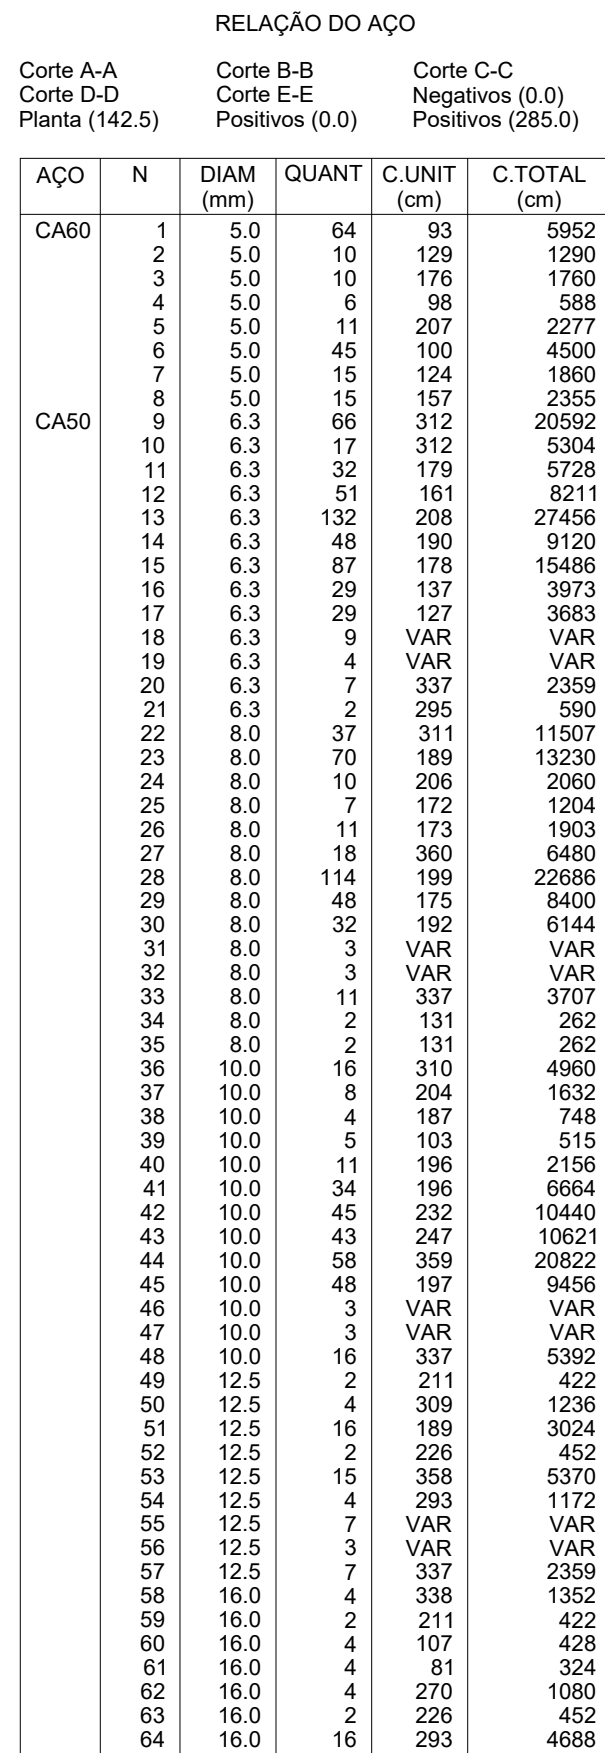 RELAÇÃO DO AÇO
Corte A-A Corte B-B Corte C-C
Corte D-D Corte E-E Negativos (0.0)
Planta (142.5) Positivos (0.0) Positivos (285.0)
AÇO N DIAM QUANT C.UNIT C.TOTAL
(mm) (cm) (cm)
CA60 1 5.0 64 93 5952
2 5.0 10 129 1290
3 5.0 10 176 1760
4 5.0 6 98 588
5 5.0 11 207 2277
6 5.0 45 100 4500
7 5.0 15 124 1860
8 5.0 15 157 2355
CA50 9 6.3 66 312 20592
10 6.3 17 312 5304
11 6.3 32 179 5728
12 6.3 51 161 8211
13 6.3 132 208 27456
14 6.3 48 190 9120
15 6.3 87 178 15486
16 6.3 29 137 3973
17 6.3 29 127 3683
18 6.3 9 VAR VAR
19 6.3 4 VAR VAR
20 6.3 7 337 2359
21 6.3 2 295 590
22 8.0 37 311 11507
23 8.0 70 189 13230
24 8.0 10 206 2060
25 8.0 7 172 1204
26 8.0 11 173 1903
27 8.0 18 360 6480
28 8.0 114 199 22686
29 8.0 48 175 8400
30 8.0 32 192 6144
31 8.0 3 VAR VAR
32 8.0 3 VAR VAR
33 8.0 11 337 3707
34 8.0 2 131 262
35 8.0 2 131 262
36 10.0 16 310 4960
37 10.0 8 204 1632
38 10.0 4 187 748
39 10.0 5 103 515
40 10.0 11 196 2156
41 10.0 34 196 6664
42 10.0 45 232 10440
43 10.0 43 247 10621
44 10.0 58 359 20822
45 10.0 48 197 9456
46 10.0 3 VAR VAR
47 10.0 3 VAR VAR
48 10.0 16 337 5392
49 12.5 2 211 422
50 12.5 4 309 1236
51 12.5 16 189 3024
52 12.5 2 226 452
53 12.5 15 358 5370
54 12.5 4 293 1172
55 12.5 7 VAR VAR
56 12.5 3 VAR VAR
57 12.5 7 337 2359
58 16.0 4 338 1352
59 16.0 2 211 422
60 16.0 4 107 428
61 16.0 4 81 324
62 16.0 4 270 1080
63 16.0 2 226 452
64 16.0 16 293 4688